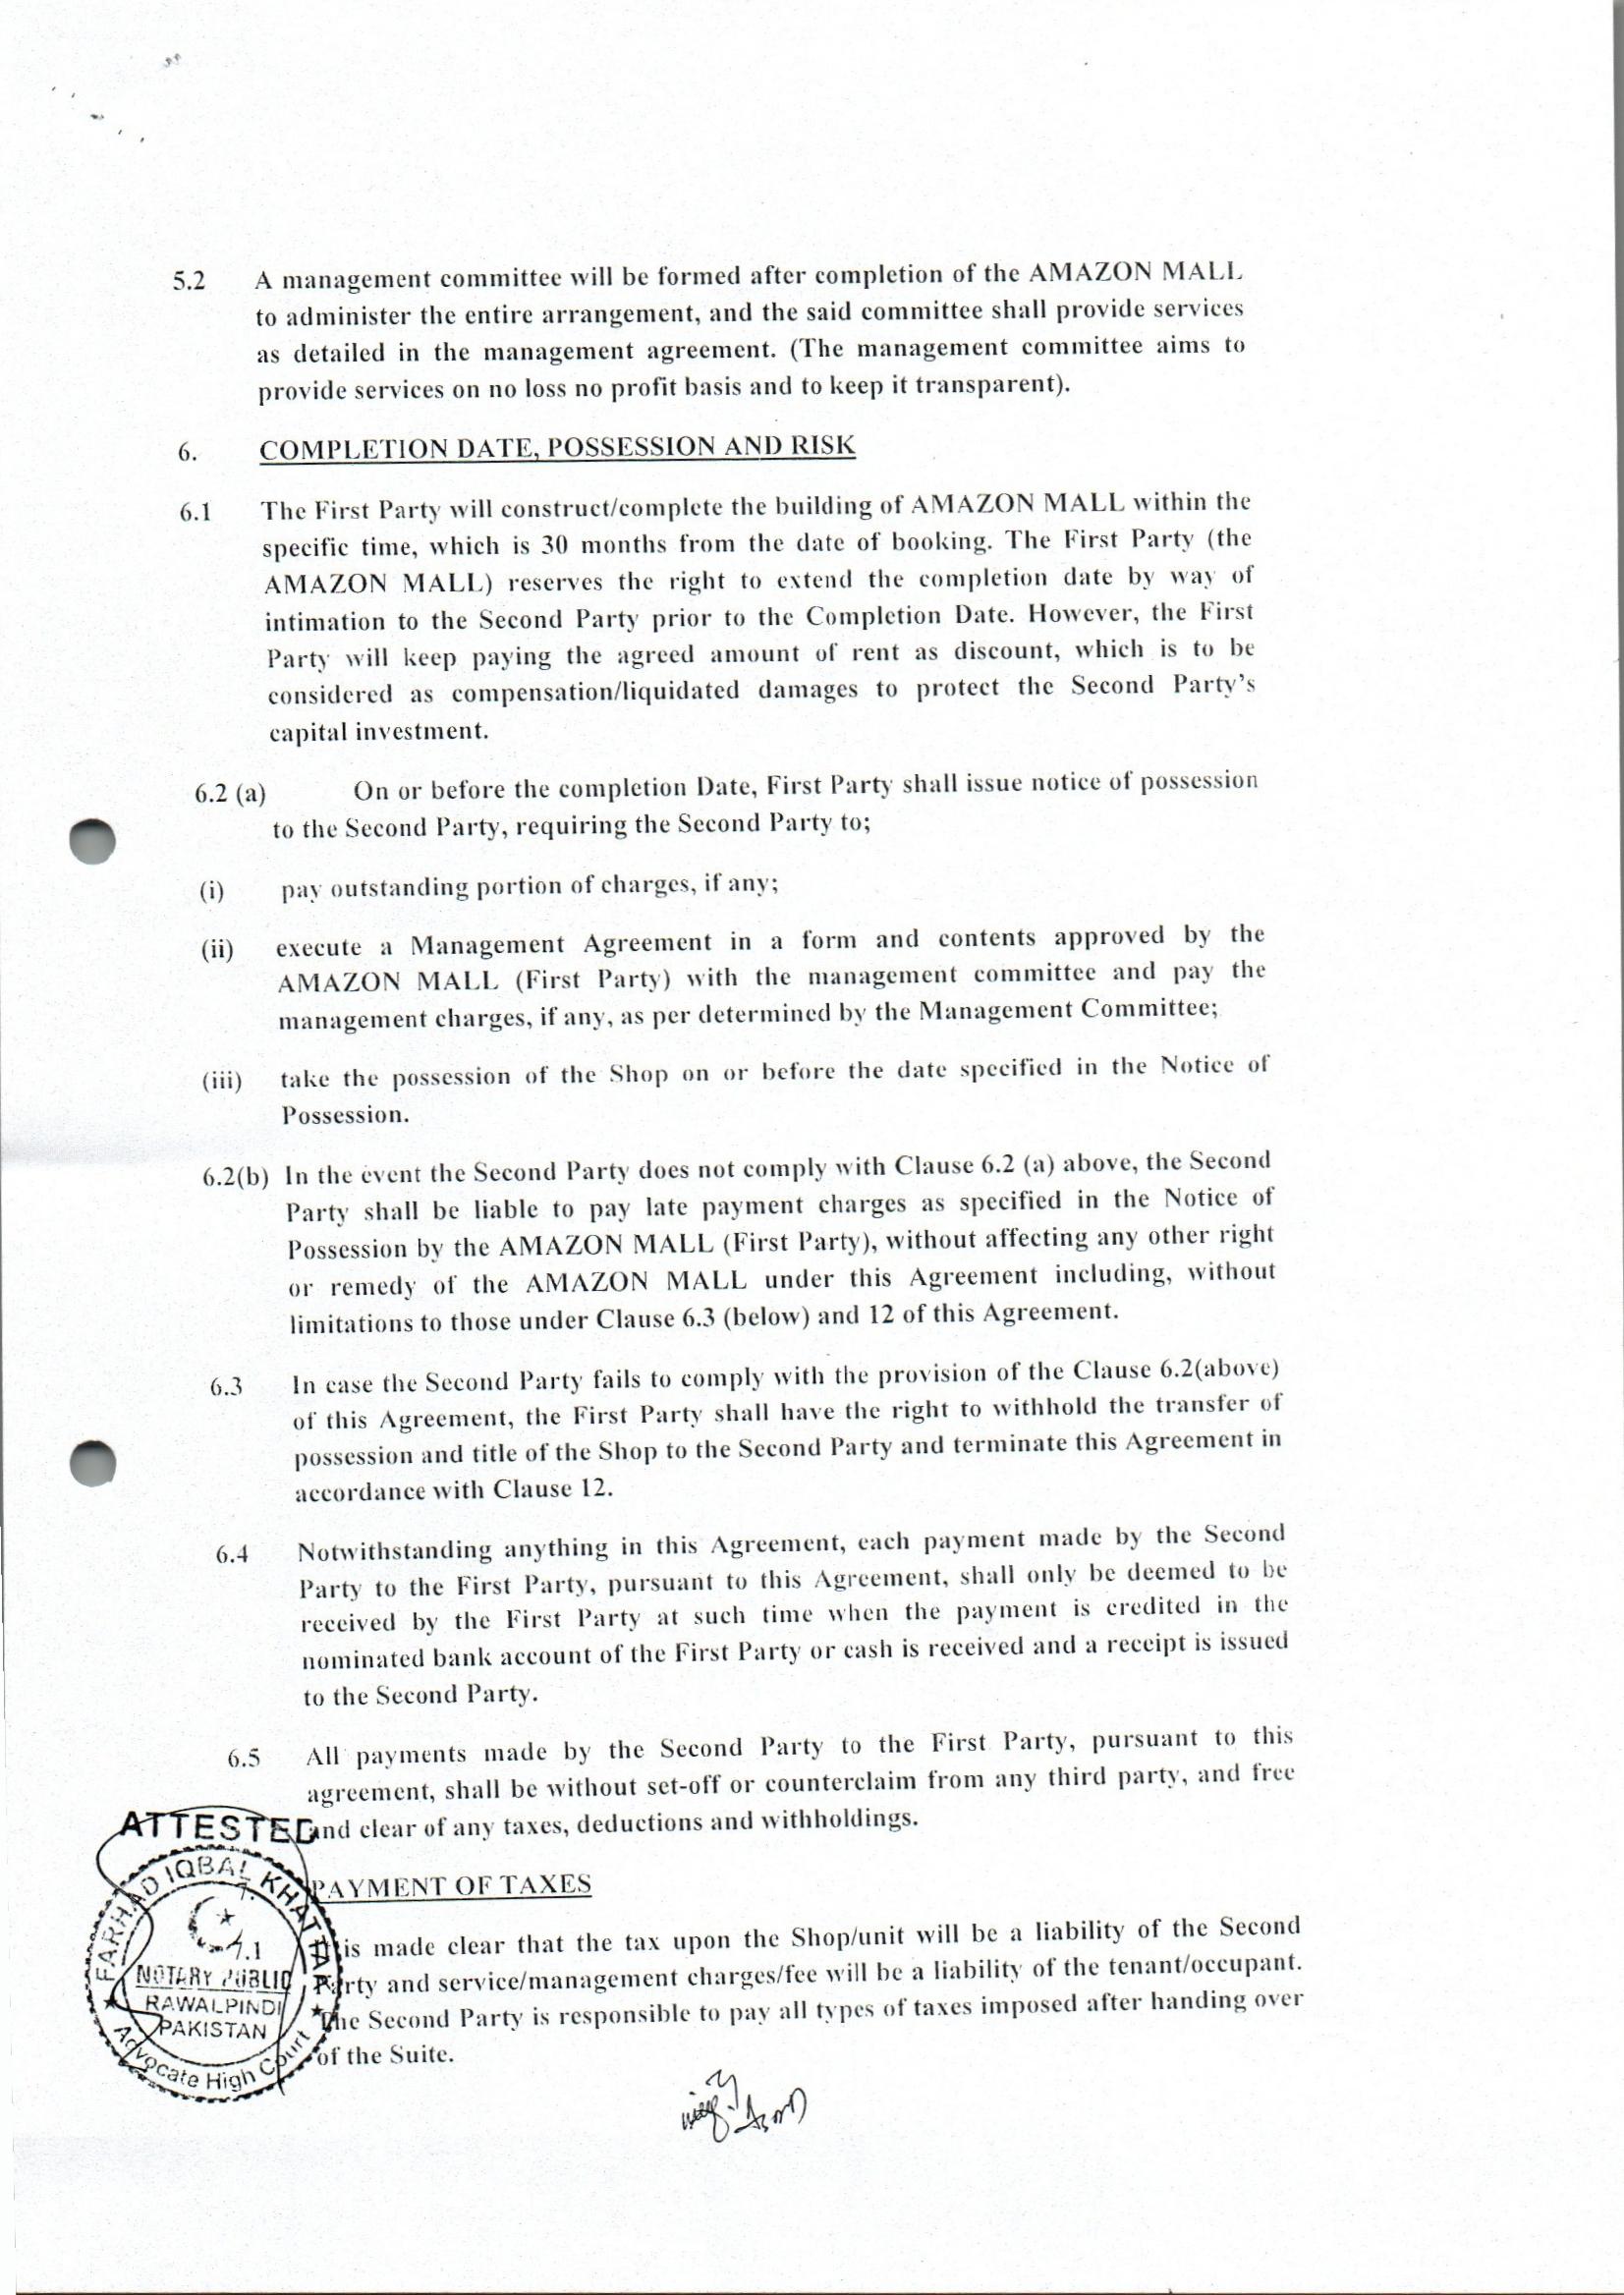 5.2 A management committee will be formed after completion of the AMAZON MALL
to administer the entire arrangement, and the said committee shall provide services
as detailed in the management agreement. (The management committee aims to
provide services on no loss no profit basis and to keep it transparent).
6. COMPLETION DATE, POSSESSION AND RISK
6.1 The First Party will construct/complete the building of AMAZON MALL within the
specific time, which is 30 months from the date of booking. The First Party (the
AMAZON MALL) reserves the right to extend the completion date by way of
intimation to the Second Party prior to the Completion Date. However, the First
Party will keep paying the agreed amount of rent as discount, which is to be
considered as compensation/liquidated damages to protect the Second Party's
capital investment.
6.2 (a) On or before the completion Date, First Party shall issue notice of possession
to the Second Party, requiring the Second Party to;
(i) pay outstanding portion of charges, if any;
(ii) execute a Management Agreement in a form and contents approved by the
AMAZON MALL (First Party) with the management committee and pay the
management charges, if any, as per determined by the Management Committee;
(iii) take the possession of the Shop on or before the date specified in the Notice of
Possession.
6.2(b) In the event the Second Party does not comply with Clause 6.2 (a) above, the Second
Party shall be liable to pay late payment charges as specified in the Notice of
Possession by the AMAZON MALL (First Party), without affecting any other right
or remedy of the AMAZON MALL under this Agreement including, without
limitations to those under Clause 6.3 (below) and 12 of this Agreement.
6.3 In case the Second Party fails to comply with the provision of the Clause 6.2(above)
of this Agreement, the First Party shall have the right to withhold the transfer of
possession and title of the Shop to the Second Party and terminate this Agreement in
accordance with Clause 12.
6.4 Notwithstanding anything in this Agreement, each payment made by the Second
Party to the First Party, pursuant to this Agreement, shall only be deemed to be
received by the First Party at such time when the payment is credited in the
nominated bank account of the First Party or cash is received and a receipt is issued
to the Second Party.
6.5 All payments made by the Second Party to the First Party, pursuant to this
agreement, shall be without set-off or counterclaim from any third party, and free
and clear of any taxes, deductions and withholdings.
7. PAYMENT OF TAXES
7.1 It is made clear that the tax upon the Shop/unit will be a liability of the Second
Party and service/management charges/fee will be a liability of the tenant/occupant.
The Second Party is responsible to pay all types of taxes imposed after handing over
of the Suite.
ATTESTED
FARHAD IQBAL KHATTAK
NOTARY PUBLIC
RAWALPINDI
PAKISTAN
Advocate High Court